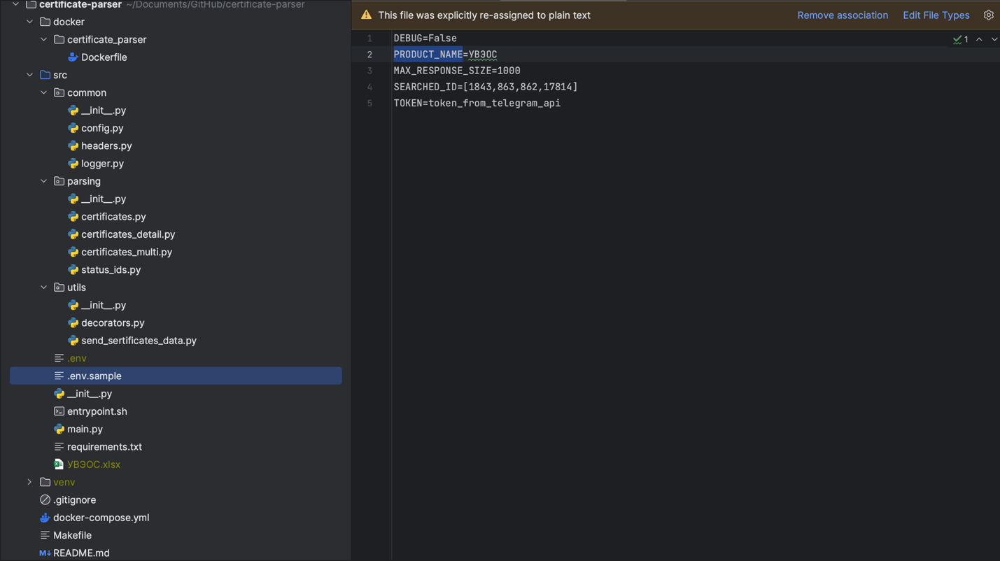 certificate-parser ~/Documents/GitHub/certificate-parser
docker
certificate_parser
Dockerfile
src
common
__init__.py
config.py
headers.py
logger.py
parsing
__init__.py
certificates.py
certificates_detail.py
certificates_multi.py
status_ids.py
utils
__init__.py
decorators.py
send_sertificates_data.py
.env
.env.sample
__init__.py
entrypoint.sh
main.py
requirements.txt
УВЭОС.xlsx
venv
.gitignore
docker-compose.yml
Makefile
M↓ README.md
This file was explicitly re-assigned to plain text Remove association Edit File Types
1 DEBUG=False 1
2 PRODUCT_NAME=УВЭОС
3 MAX_RESPONSE_SIZE=1000
4 SEARCHED_ID=[1843,863,862,17814]
5 TOKEN=token_from_telegram_api